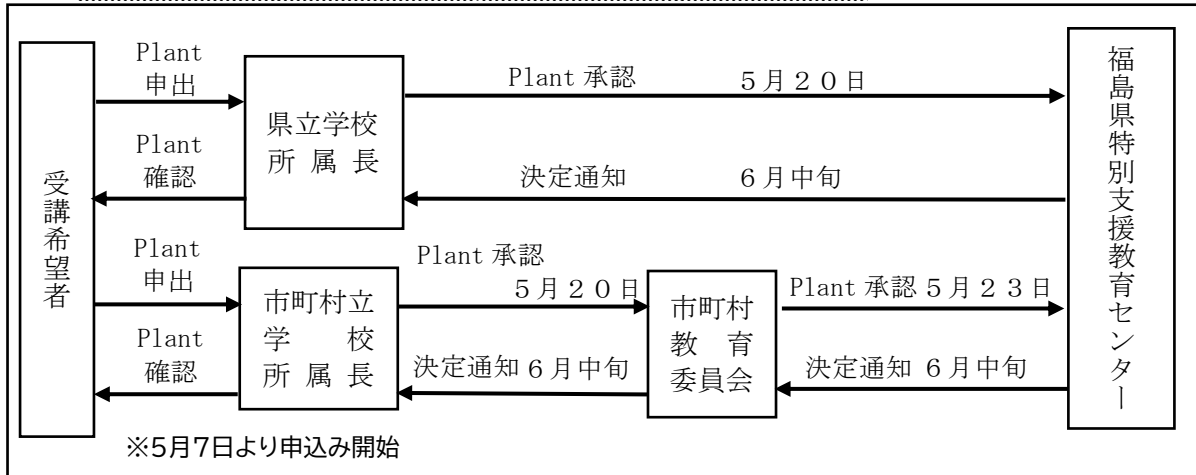 受講希望者
Plant
申出
Plant
確認
県立学校
所属長
Plant 承認 5月20日
決定通知 6月中旬
Plant
申出
Plant
確認
市町村立
学校
所属長
Plant 承認
5月20日
決定通知 6月中旬
市町村
教育
委員会
Plant 承認 5月23日
決定通知 6月中旬
福島県特別支援教育センター
※5月7日より申込み開始